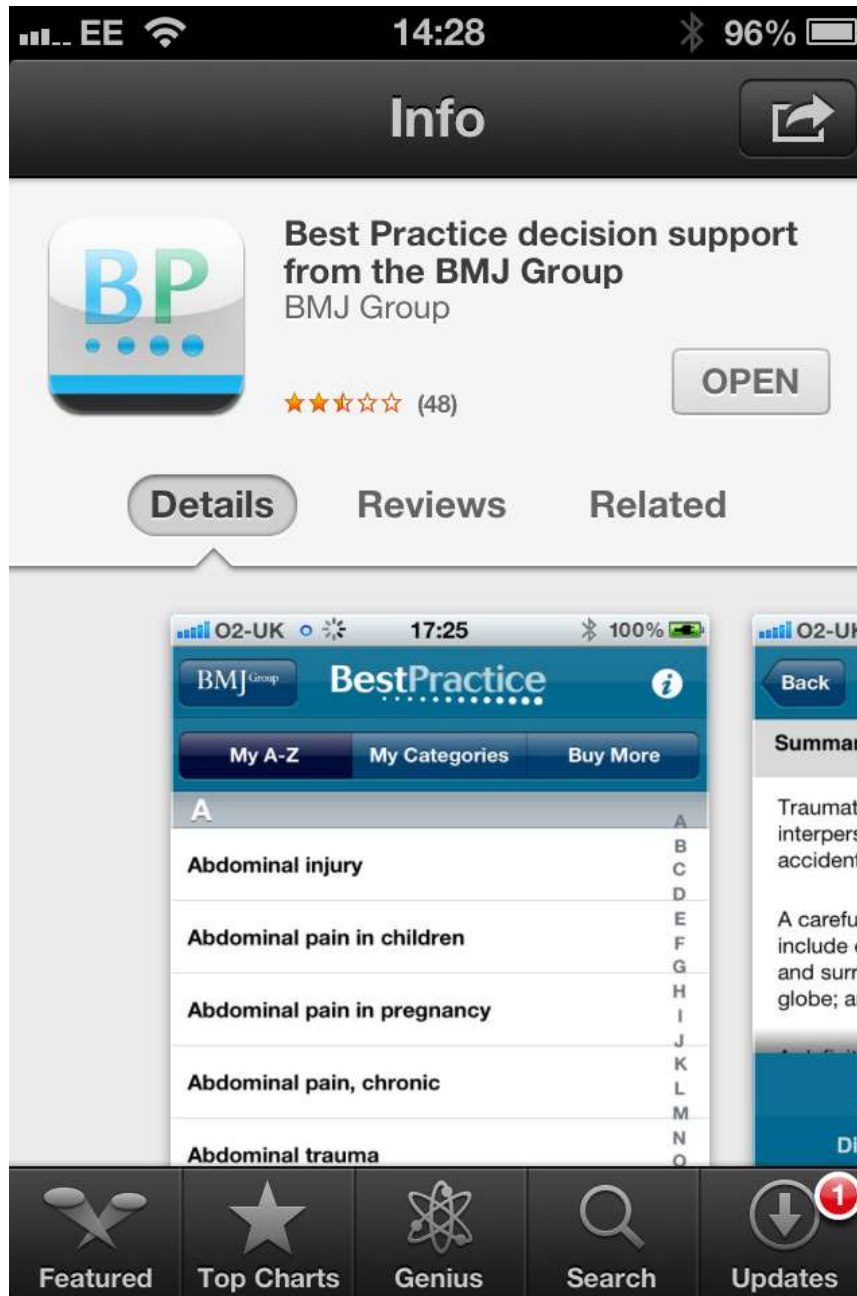 EE 14:28 96%
Info
BP
Best Practice decision support
from the BMJ Group
BMJ Group
(48)
OPEN
Details Reviews Related
O2-UK 17:25 100%
BMJ Group BestPractice i
My A-Z My Categories Buy More
A
Abdominal injury
Abdominal pain in children
Abdominal pain in pregnancy
Abdominal pain, chronic
Abdominal trauma
A
B
C
D
E
F
G
H
I
J
K
L
M
N
O
O2-UK
Back
Summar
Traumat
interpers
accident
A carefu
include
and surr
globe; a
Di
1
Featured Top Charts Genius Search Updates